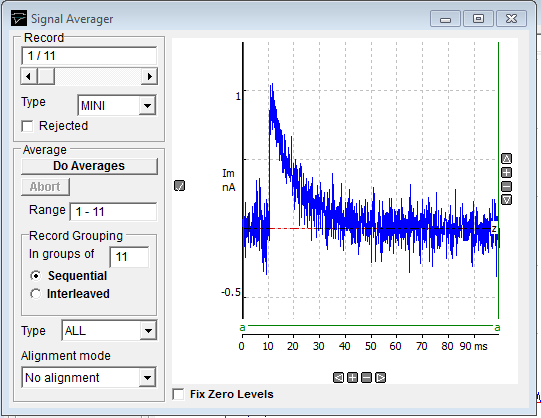 Signal Averager
Record
1 / 11
Type MINI
Rejected
Average
Do Averages
Abort
Range 1 - 11
Record Grouping
In groups of 11
Sequential
Interleaved
Type ALL
Alignment mode
No alignment
1
Im
nA
-0.5
z
a a
0 10 20 30 40 50 60 70 80 90 ms
Fix Zero Levels